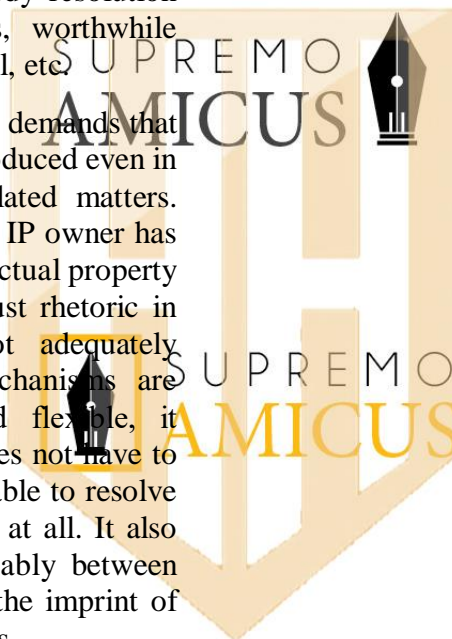 dy resolution
s, worthwhile
l, etc.
SUPREMO
AMICUS
demands that
oduced even in
lated matters.
IP owner has
ctual property
ust rhetoric in
ot adequately
chanisms are
d flexible, it
es not have to
able to resolve
at all. It also
ably between
the imprint of
SUPREMO
AMICUS